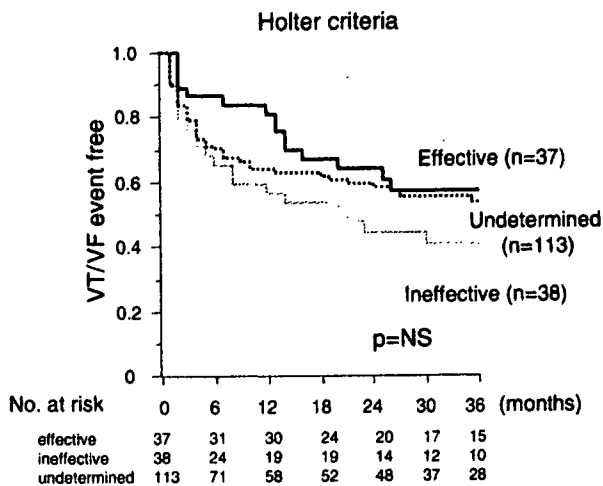 Holter criteria
1.0
0.8
0.6
0.4
0.2
0
VT/VF event free
Effective (n=37)
Undetermined
(n=113)
Ineffective (n=38)
p=NS
No. at risk 0 6 12 18 24 30 36 (months)
effective 37 31 30 24 20 17 15
ineffective 38 24 19 19 14 12 10
undetermined 113 71 58 52 48 37 28